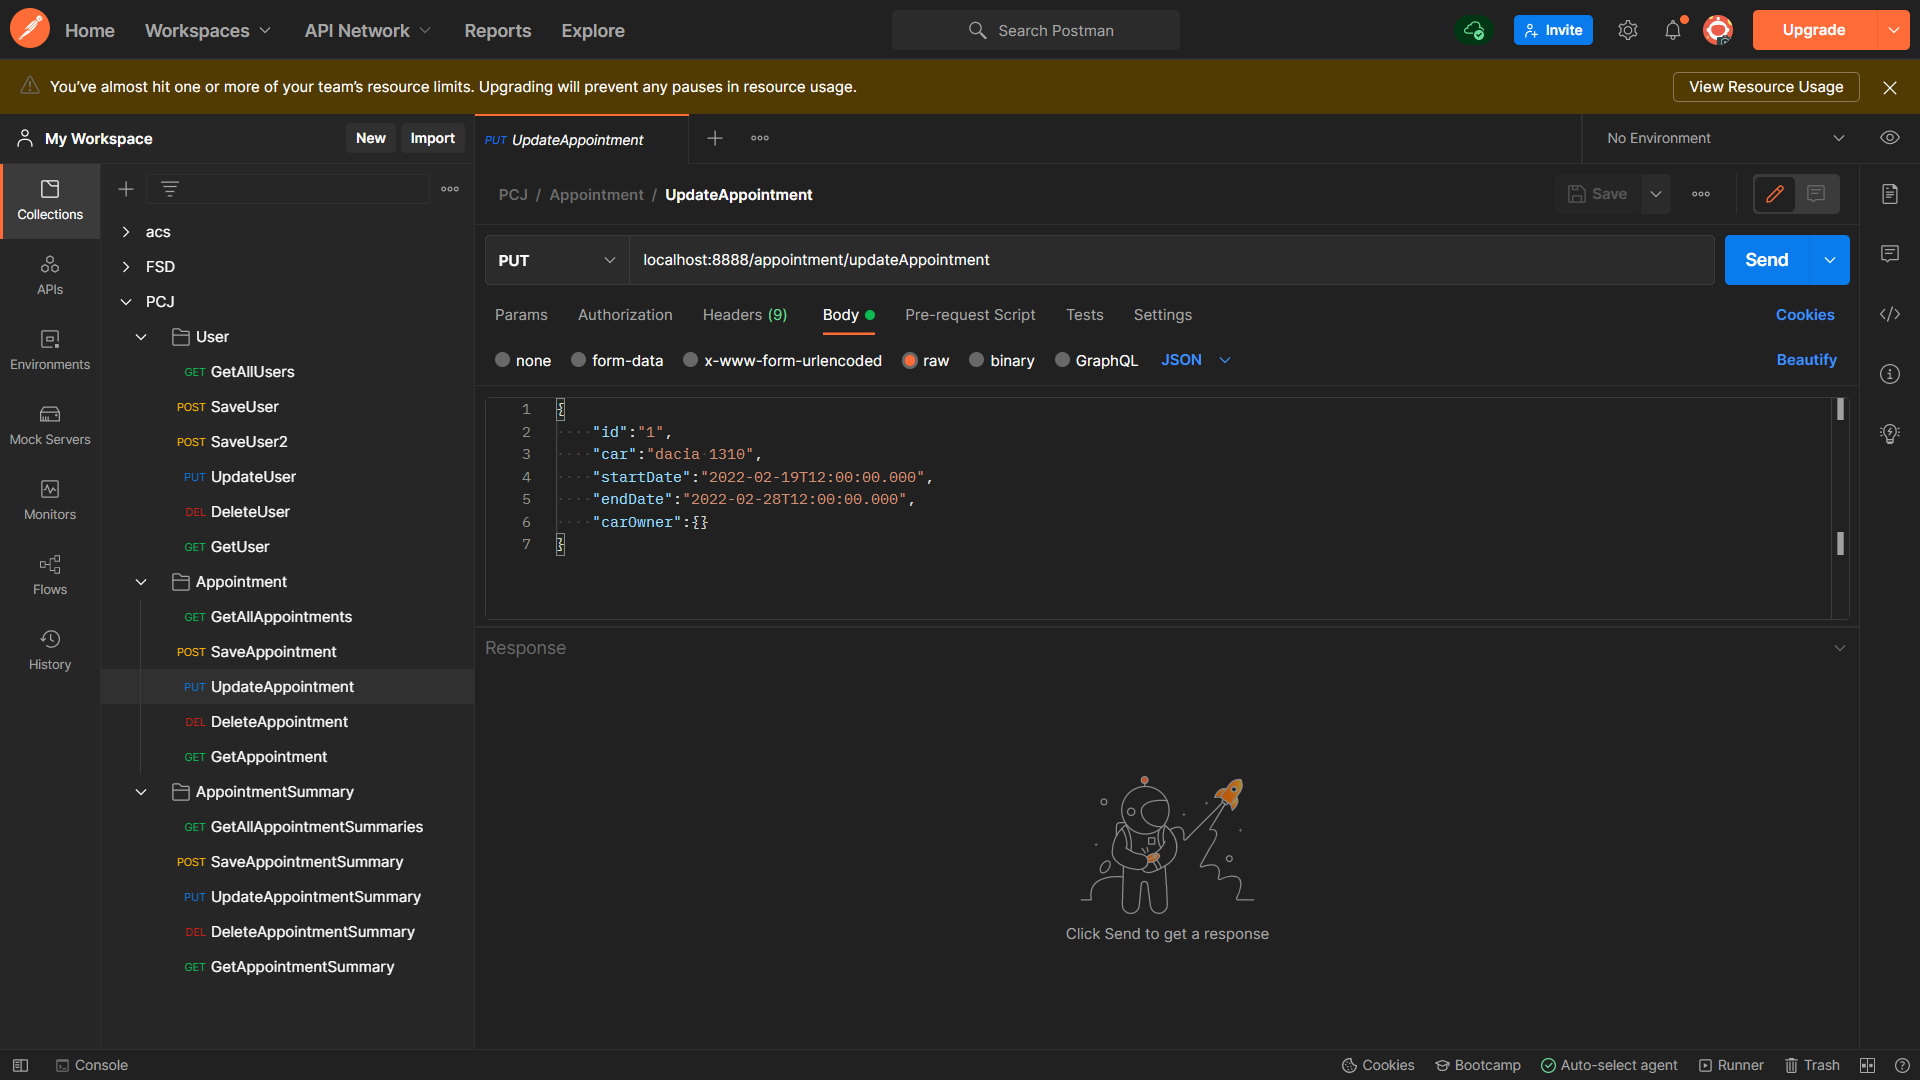 Home Workspaces API Network Reports Explore Search Postman Invite Upgrade
You've almost hit one or more of your team's resource limits. Upgrading will prevent any pauses in resource usage. View Resource Usage
My Workspace New Import PUT UpdateAppointment No Environment
Collections
APIs
Environments
Mock Servers
Monitors
Flows
History
acs
FSD
PCJ
User
GET GetAllUsers
POST SaveUser
POST SaveUser2
PUT UpdateUser
DEL DeleteUser
GET GetUser
Appointment
GET GetAllAppointments
POST SaveAppointment
PUT UpdateAppointment
DEL DeleteAppointment
GET GetAppointment
AppointmentSummary
GET GetAllAppointmentSummaries
POST SaveAppointmentSummary
PUT UpdateAppointmentSummary
DEL DeleteAppointmentSummary
GET GetAppointmentSummary
PCJ / Appointment / UpdateAppointment Save
PUT localhost:8888/appointment/updateAppointment Send
Params Authorization Headers (9) Body Pre-request Script Tests Settings Cookies
none form-data x-www-form-urlencoded raw binary GraphQL JSON Beautify
1 {
2 "id":"1",
3 "car":"dacia 1310",
4 "startDate":"2022-02-19T12:00:00.000",
5 "endDate":"2022-02-28T12:00:00.000",
6 "carOwner":{}
7 }
Response
Click Send to get a response
Console Cookies Bootcamp Auto-select agent Runner Trash